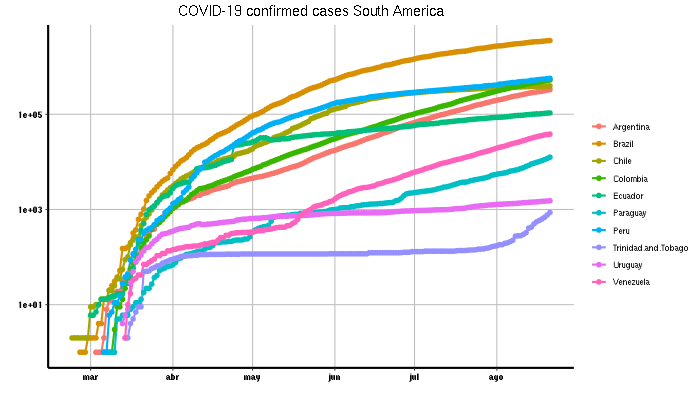 COVID-19 confirmed cases South America
1e+05
1e+03
1e+01
mar abr may jun jul ago
Argentina
Brazil
Chile
Colombia
Ecuador
Paraguay
Peru
Trinidad.and.Tobago
Uruguay
Venezuela